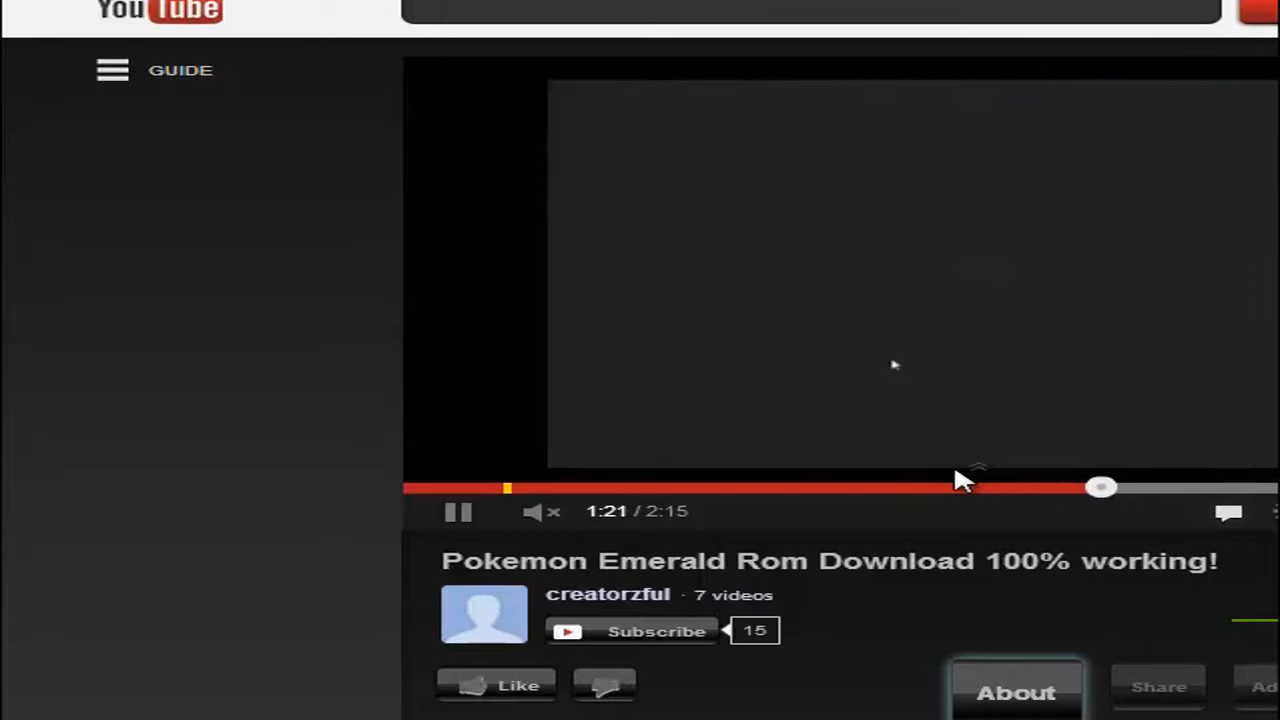 YouTube
GUIDE
1:21 / 2:15
Pokemon Emerald Rom Download 100% working!
creatorzful · 7 videos
Subscribe 15
Like
About Share Ad